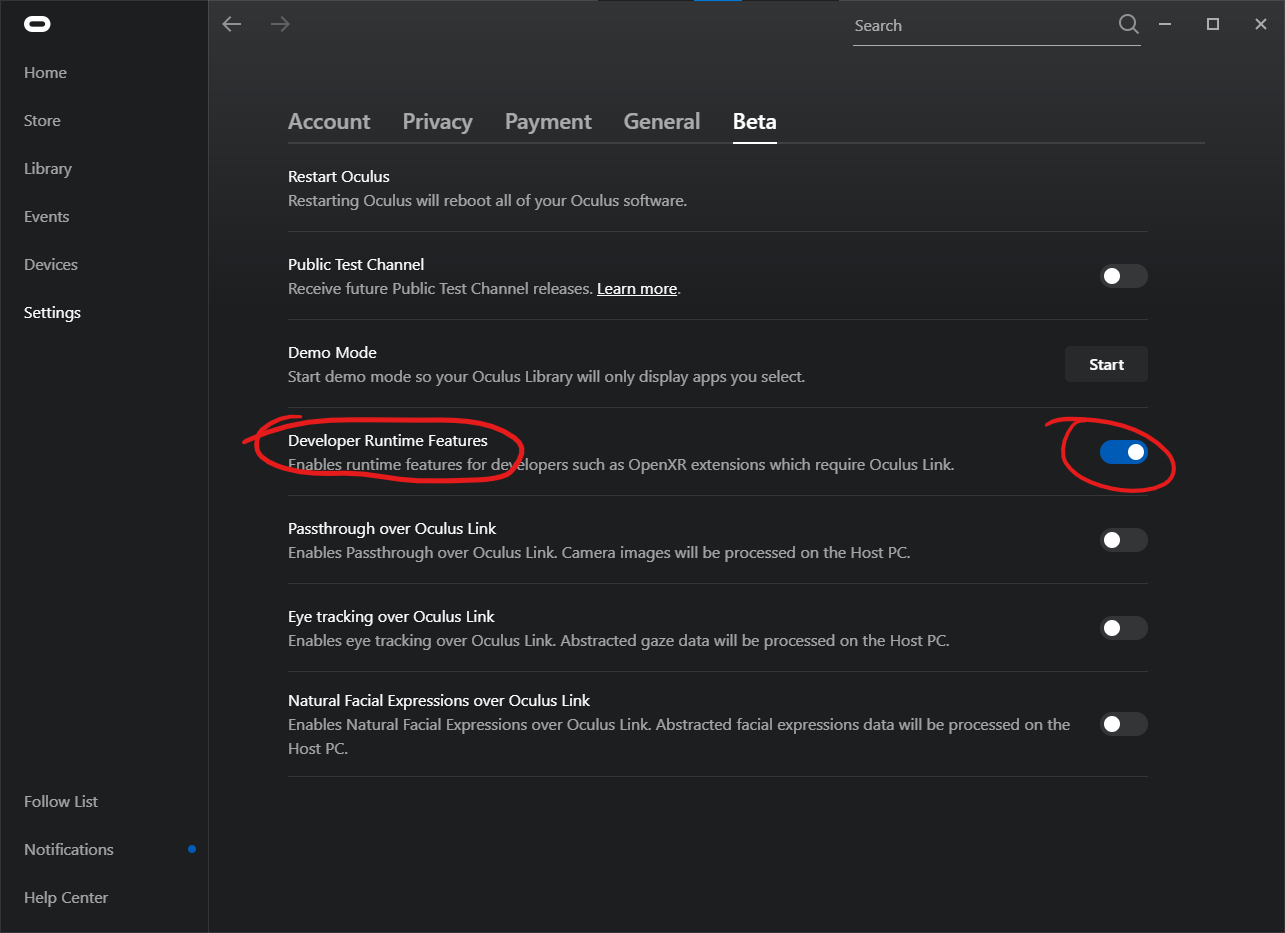 Search
Home
Store
Library
Events
Devices
Settings
Follow List
Notifications
Help Center
Account Privacy Payment General Beta
Restart Oculus
Restarting Oculus will reboot all of your Oculus software.
Public Test Channel
Receive future Public Test Channel releases. Learn more.
Demo Mode
Start demo mode so your Oculus Library will only display apps you select.
Start
Developer Runtime Features
Enables runtime features for developers such as OpenXR extensions which require Oculus Link.
Passthrough over Oculus Link
Enables Passthrough over Oculus Link. Camera images will be processed on the Host PC.
Eye tracking over Oculus Link
Enables eye tracking over Oculus Link. Abstracted gaze data will be processed on the Host PC.
Natural Facial Expressions over Oculus Link
Enables Natural Facial Expressions over Oculus Link. Abstracted facial expressions data will be processed on the
Host PC.